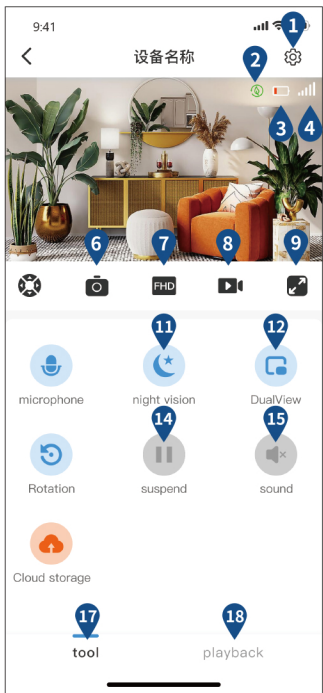 9:41
1
设备名称
2
3
4
6
7
8
9
FHD
11
12
microphone
night vision
DualView
14
15
Rotation
suspend
sound
Cloud storage
17
18
tool
playback